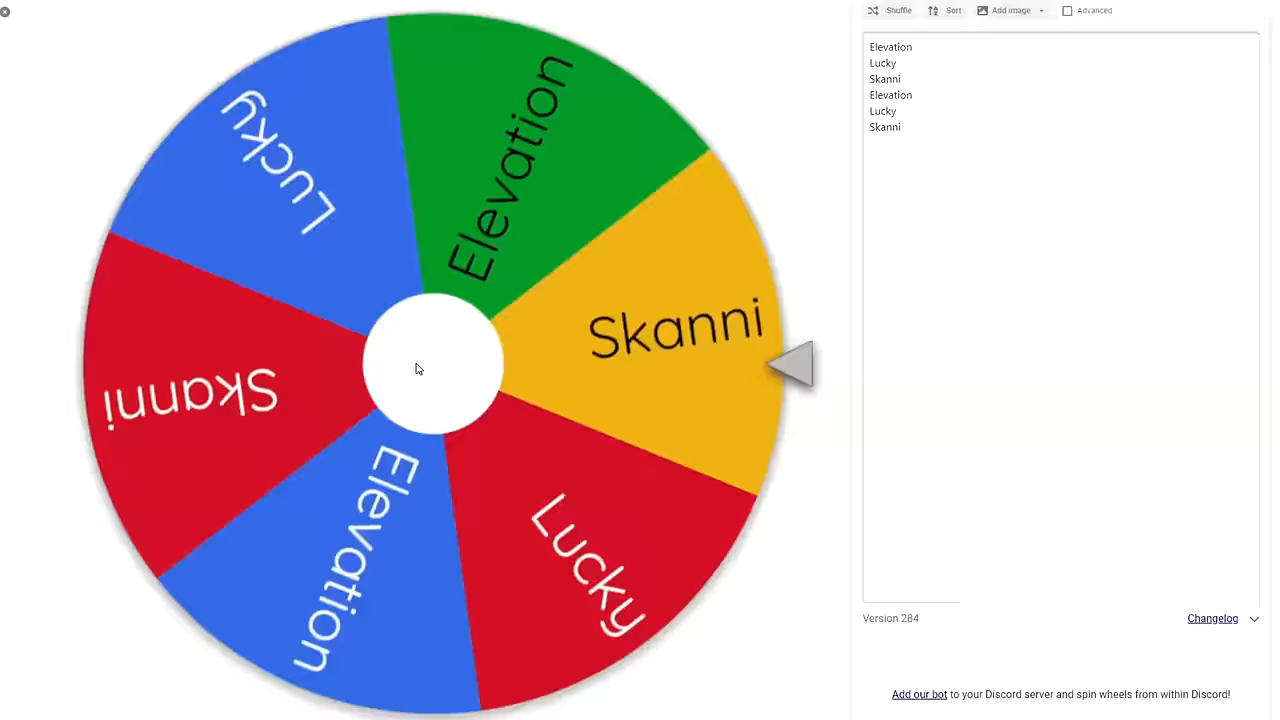 Shuffle Sort Add image Advanced
Elevation
Lucky
Skanni
Elevation
Lucky
Skanni
Elevation
Lucky
Skanni
Skanni
Elevation
Lucky
Version 284 Changelog
Add our bot to your Discord server and spin wheels from within Discord!